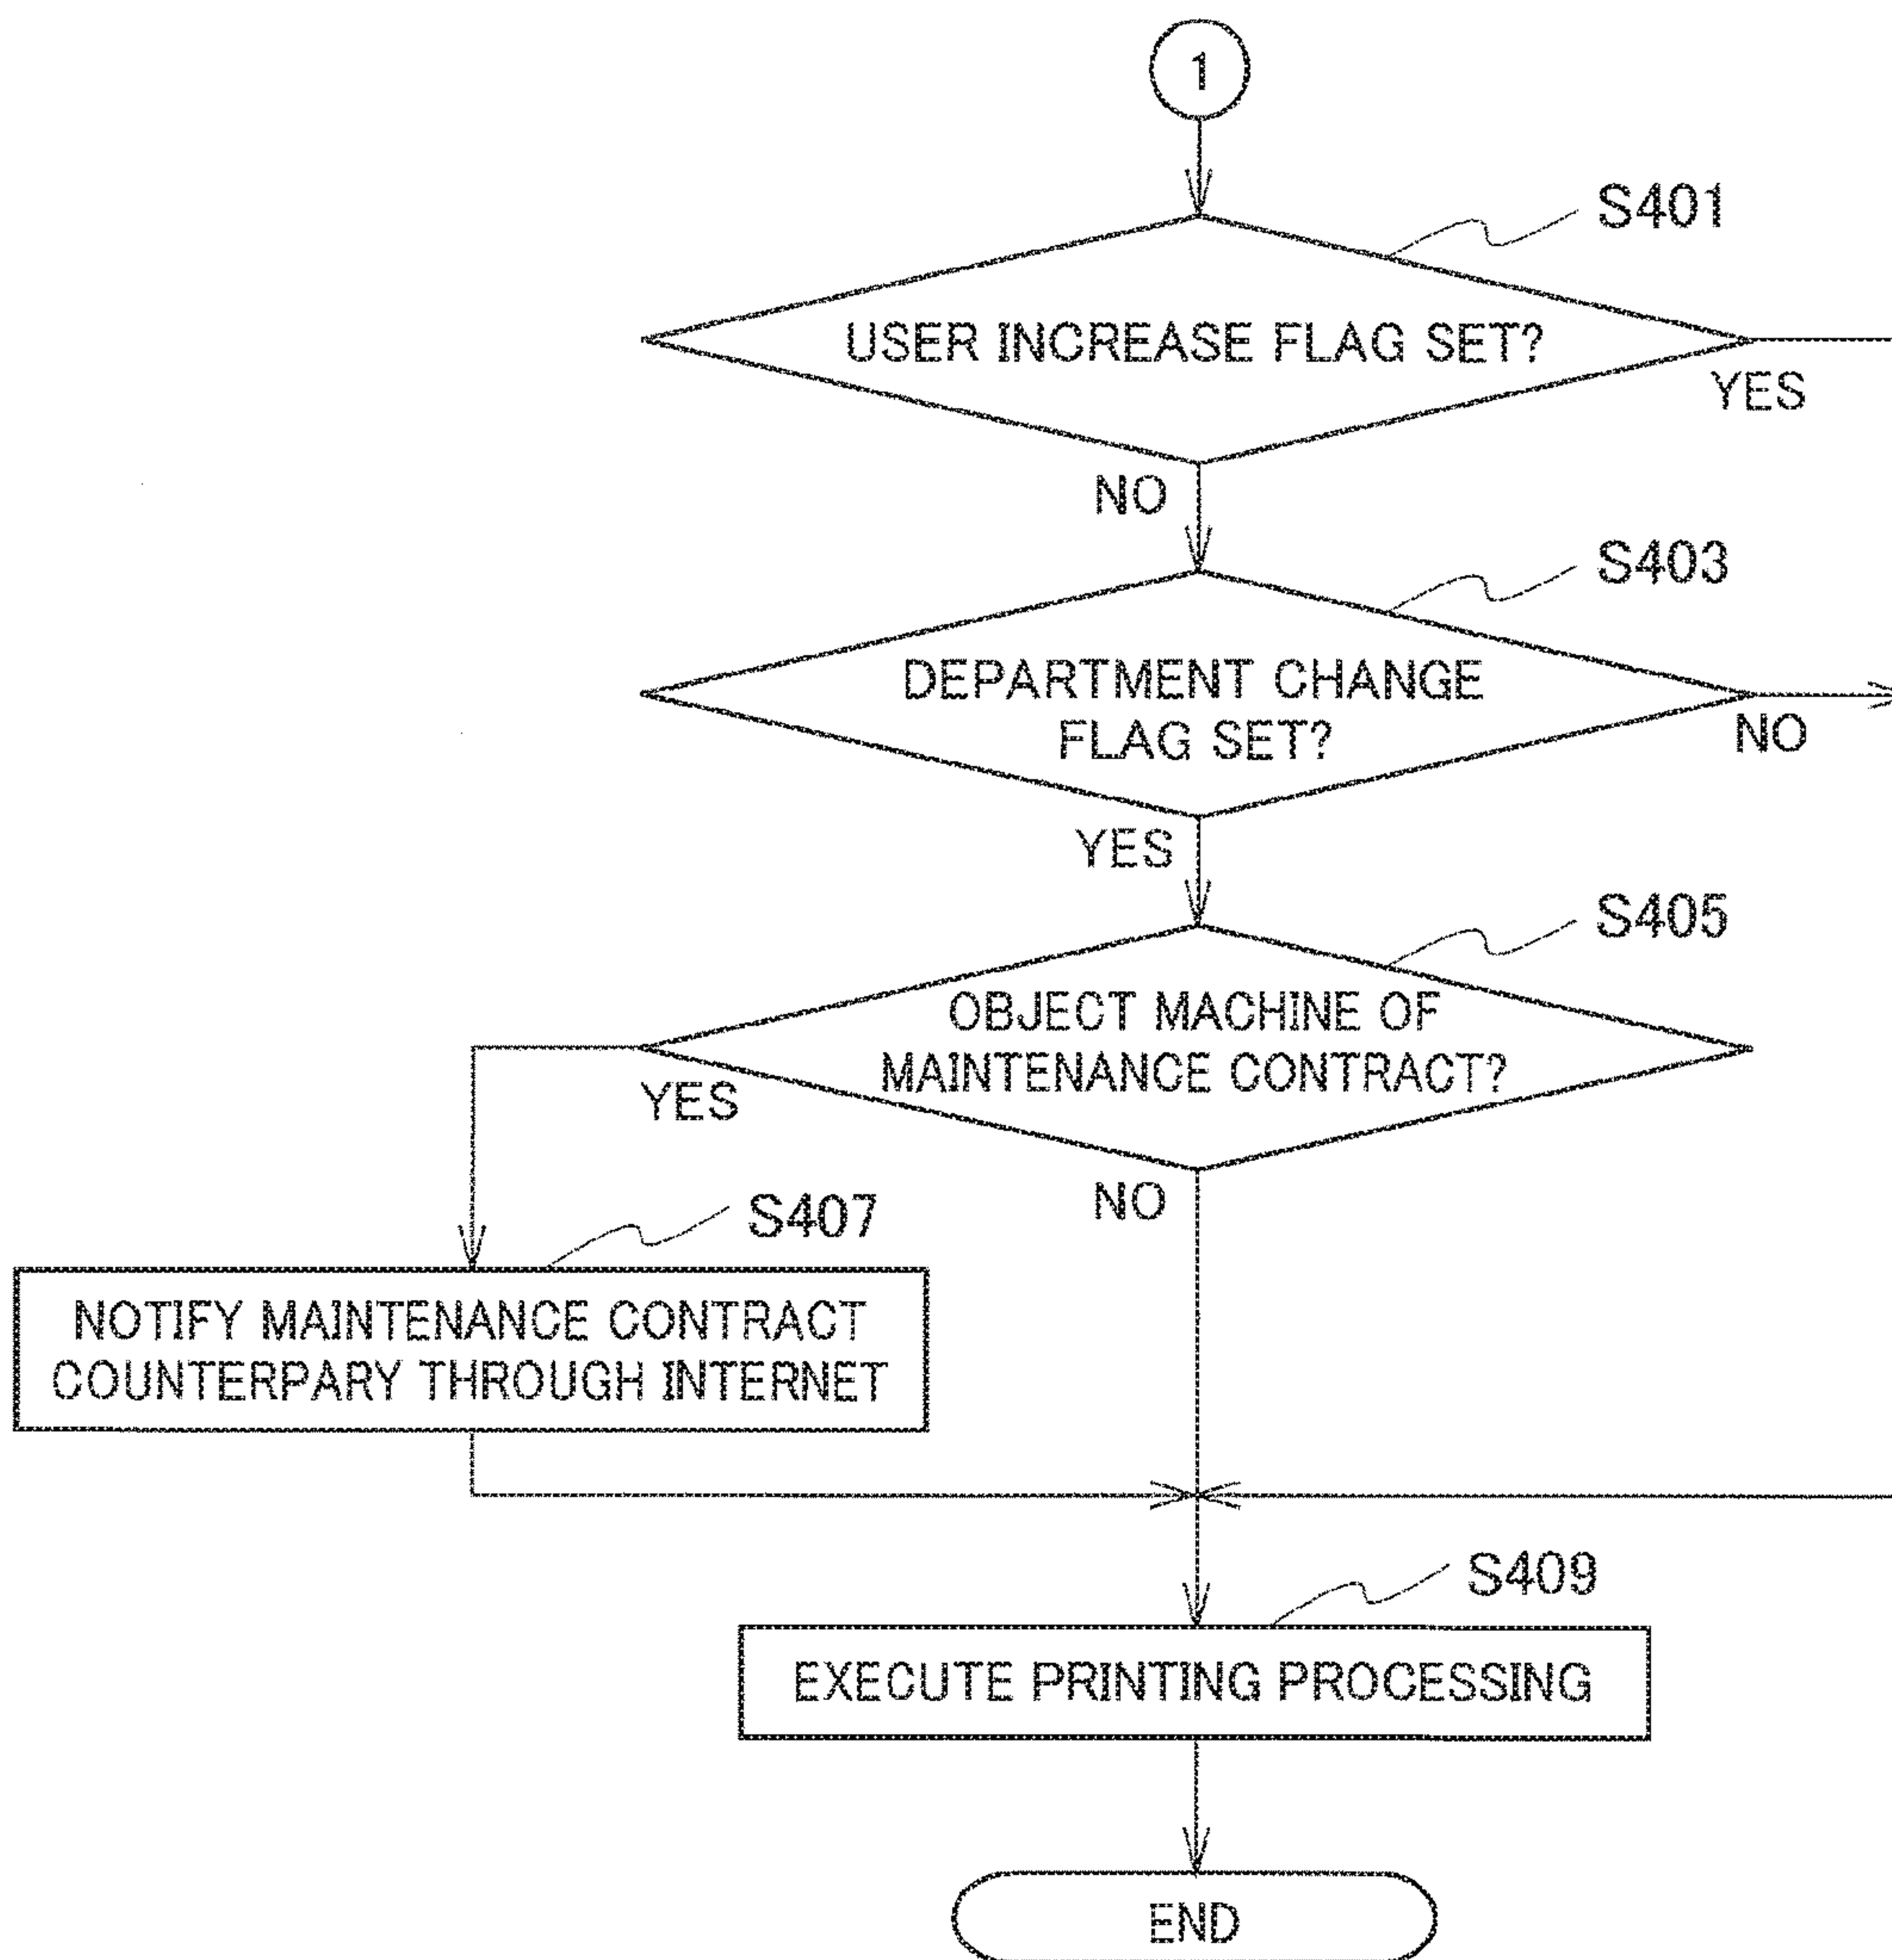 1
S401
USER INCREASE FLAG SET?
YES
NO
S403
DEPARTMENT CHANGE
FLAG SET?
NO
YES
S405
OBJECT MACHINE OF
MAINTENANCE CONTRACT?
YES
NO
S407
NOTIFY MAINTENANCE CONTRACT
COUNTERPARY THROUGH INTERNET
S409
EXECUTE PRINTING PROCESSING
END